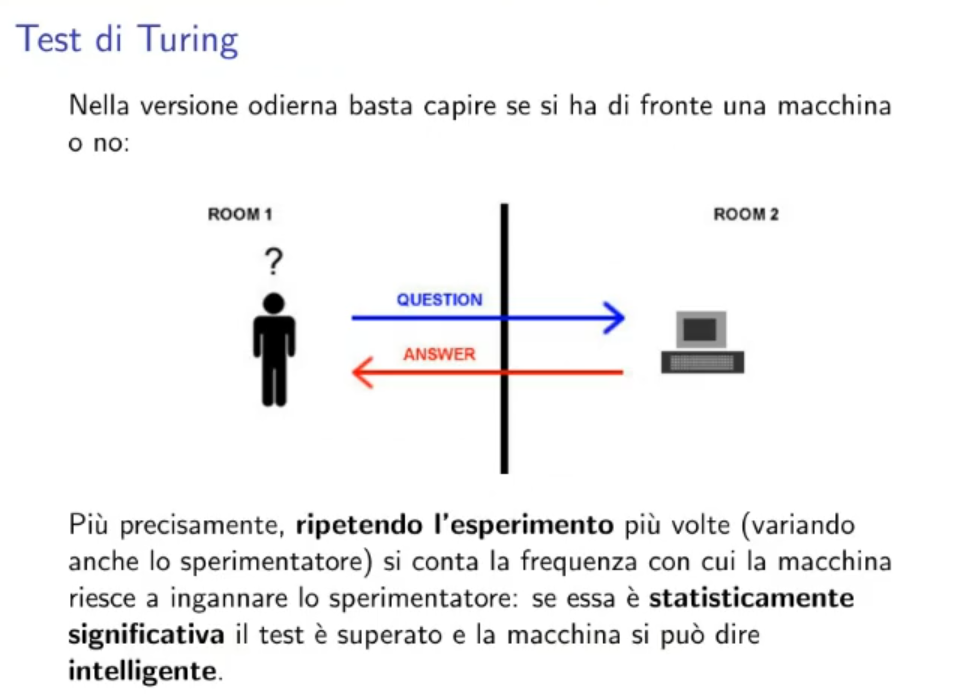 Test di Turing
Nella versione odierna basta capire se si ha di fronte una macchina
o no:
ROOM 1
ROOM 2
?
QUESTION
ANSWER
Più precisamente, ripetendo l'esperimento più volte (variando
anche lo sperimentatore) si conta la frequenza con cui la macchina
riesce a ingannare lo sperimentatore: se essa è statisticamente
significativa il test è superato e la macchina si può dire
intelligente.